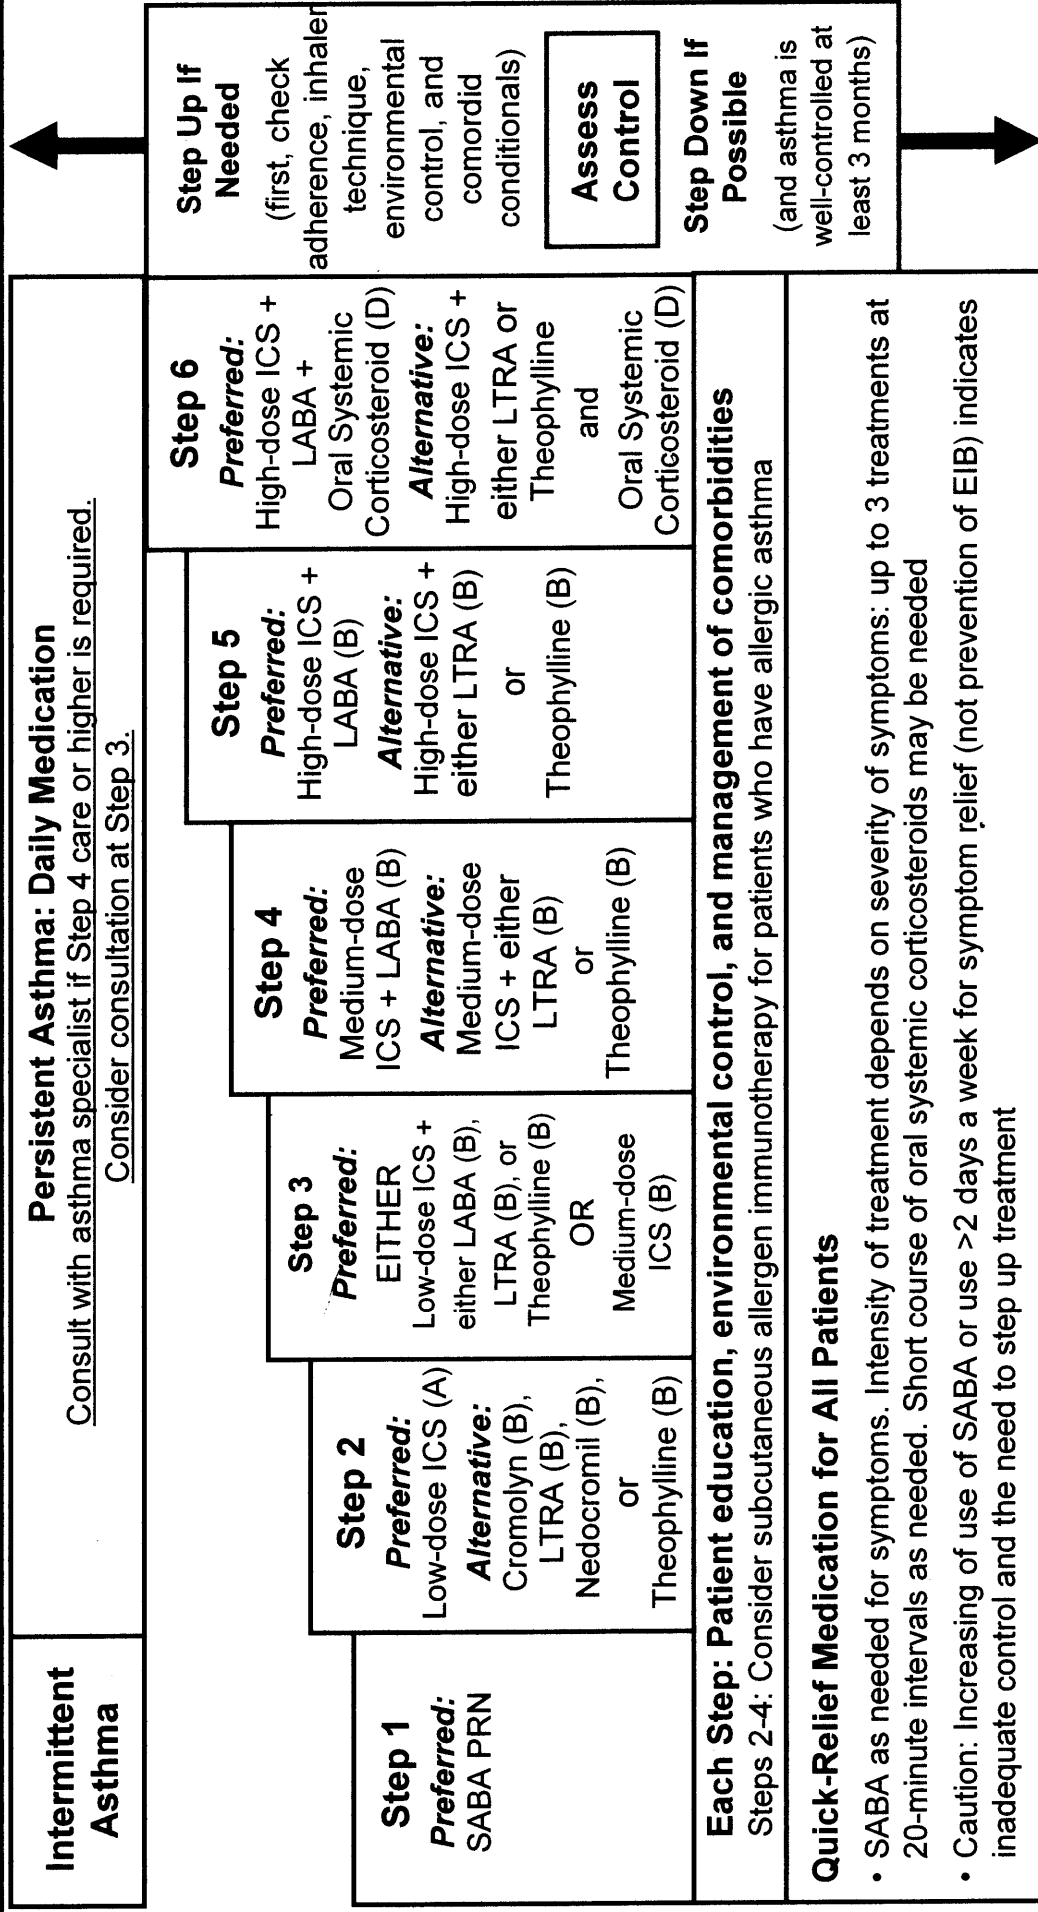 Intermittent
Asthma
Persistent Asthma: Daily Medication
Consult with asthma specialist if Step 4 care or higher is required.
Consider consultation at Step 3.
Step 1
Preferred:
SABA PRN
Step 2
Preferred:
Low-dose ICS (A)
Alternative:
Cromolyn (B),
LTRA (B),
Nedocromil (B),
or
Theophylline (B)
Step 3
Preferred:
EITHER
Low-dose ICS +
either LABA (B),
LTRA (B), or
Theophylline (B)
OR
Medium-dose
ICS (B)
Step 4
Preferred:
Medium-dose
ICS + LABA (B)
Alternative:
Medium-dose
ICS + either
LTRA (B)
or
Theophylline (B)
Step 5
Preferred:
High-dose ICS +
LABA (B)
Alternative:
High-dose ICS +
either LTRA (B)
or
Theophylline (B)
Step 6
Preferred:
High-dose ICS +
LABA +
Oral Systemic
Corticosteroid (D)
Alternative:
High-dose ICS +
either LTRA or
Theophylline
and
Oral Systemic
Corticosteroid (D)
Step Up If
Needed
(first, check
adherence, inhaler
technique,
environmental
control, and
comordid
conditionals)
Assess
Control
Step Down If
Possible
(and asthma is
well-controlled at
least 3 months)
Each Step: Patient education, environmental control, and management of comorbidities
Steps 2-4: Consider subcutaneous allergen immunotherapy for patients who have allergic asthma
Quick-Relief Medication for All Patients
• SABA as needed for symptoms. Intensity of treatment depends on severity of symptoms: up to 3 treatments at
20-minute intervals as needed. Short course of oral systemic corticosteroids may be needed
• Caution: Increasing of use of SABA or use >2 days a week for symptom relief (not prevention of EIB) indicates
inadequate control and the need to step up treatment